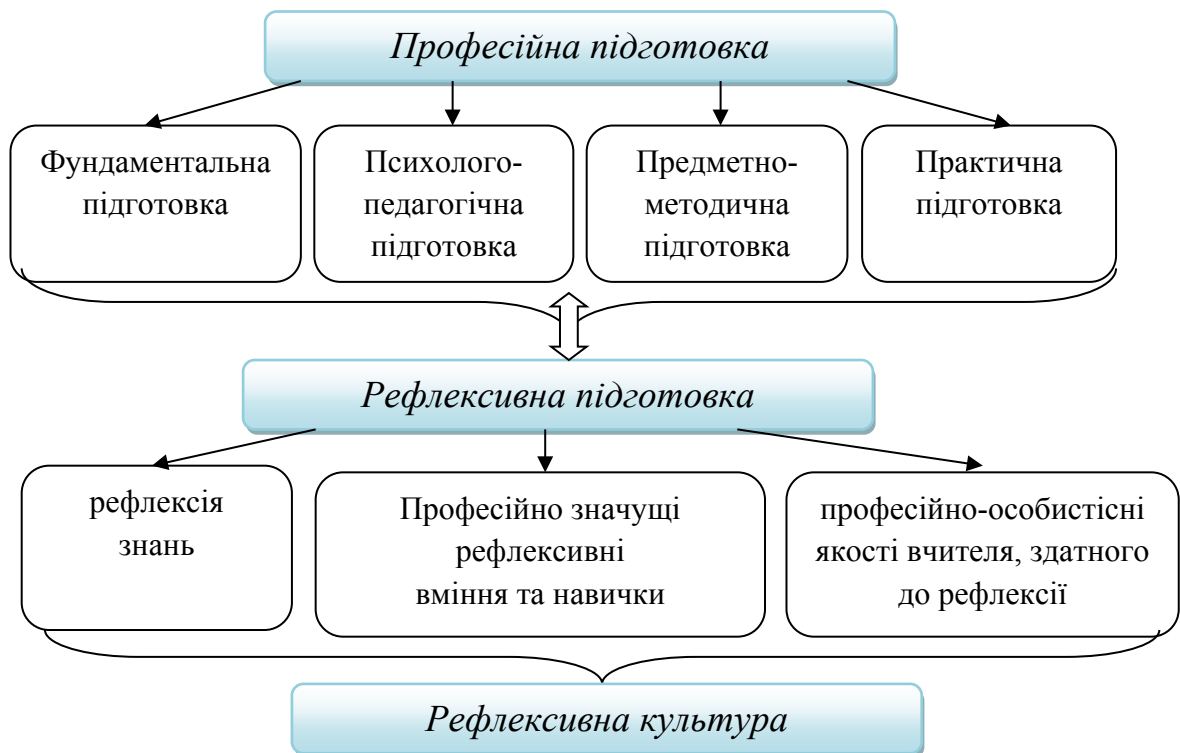 Професійна підготовка
Фундаментальна
підготовка
Психолого-
педагогічна
підготовка
Предметно-
методична
підготовка
Практична
підготовка
Рефлексивна підготовка
рефлексія
знань
Професійно значущі
рефлексивні
вміння та навички
професійно-особистісні
якості вчителя, здатного
до рефлексії
Рефлексивна культура